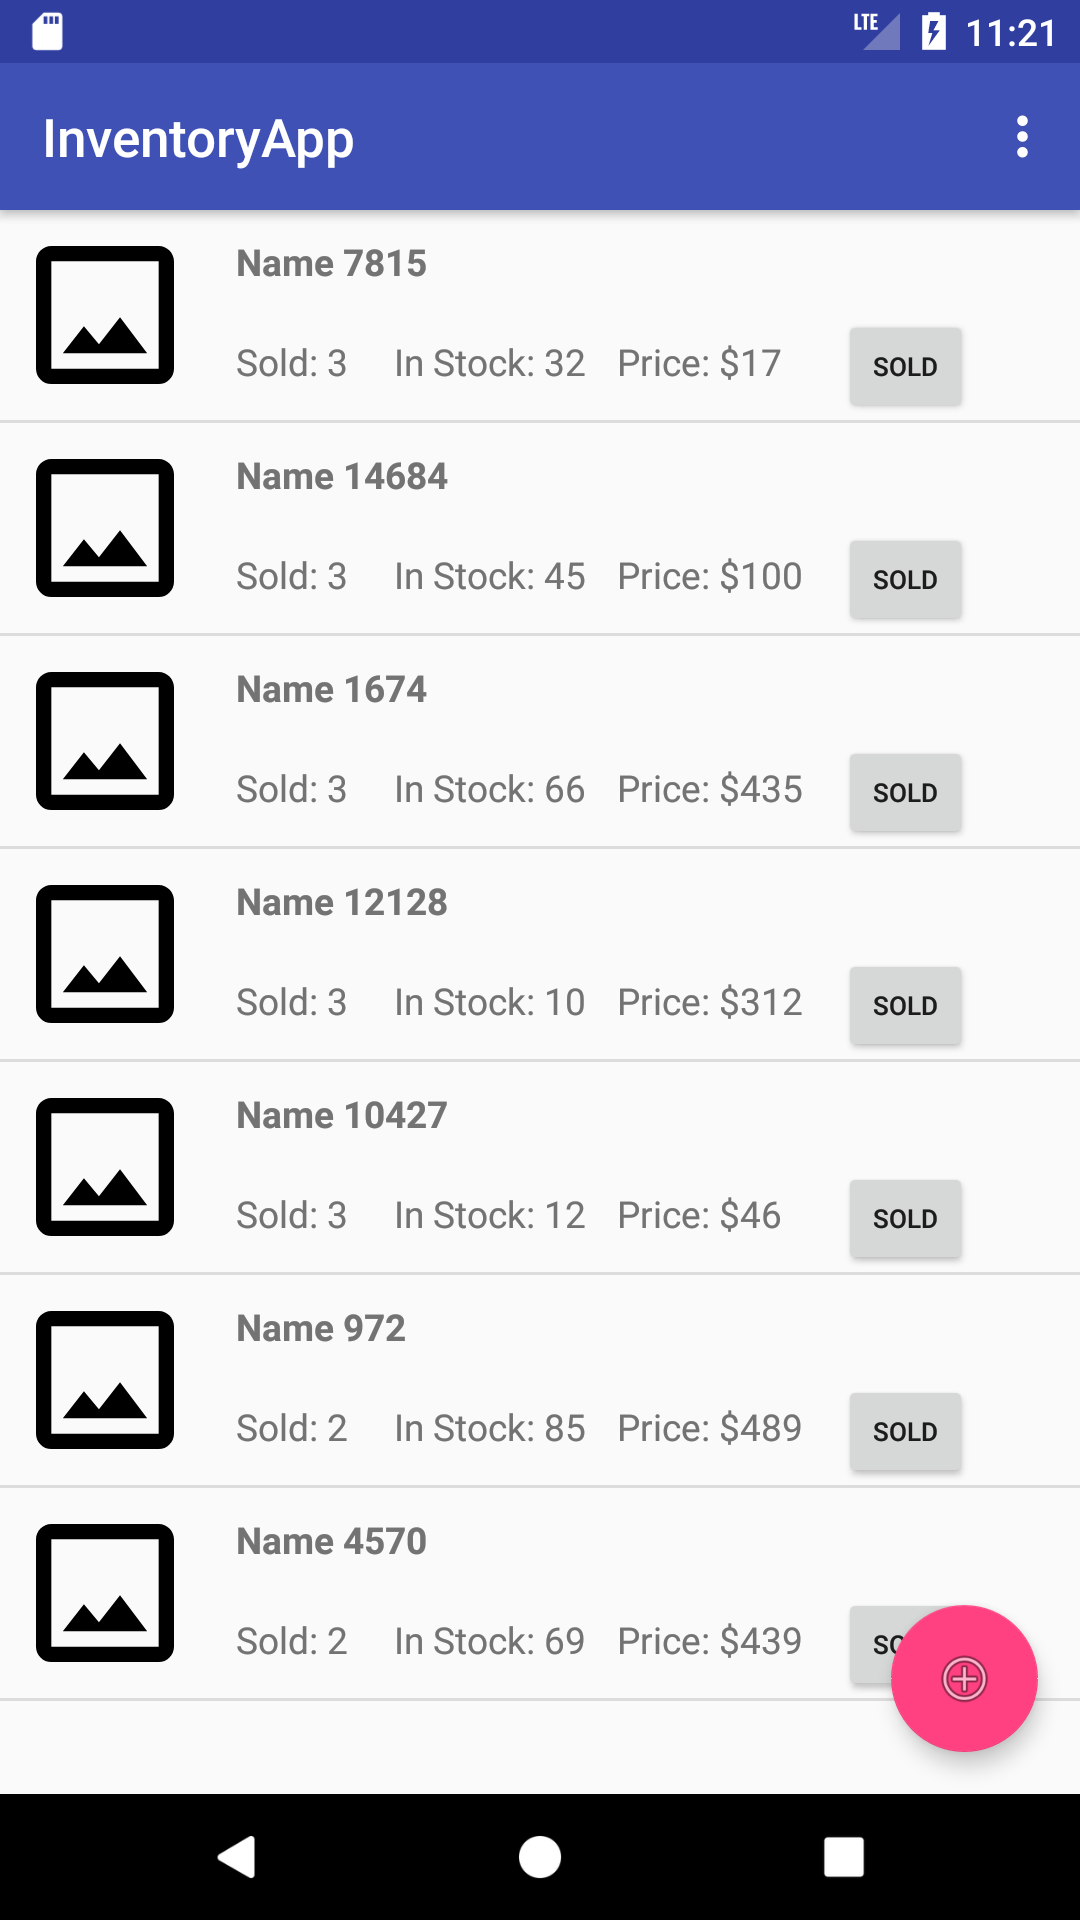 LTE 11:21
InventoryApp
Name 7815
Sold: 3 In Stock: 32 Price: $17 SOLD
Name 14684
Sold: 3 In Stock: 45 Price: $100 SOLD
Name 1674
Sold: 3 In Stock: 66 Price: $435 SOLD
Name 12128
Sold: 3 In Stock: 10 Price: $312 SOLD
Name 10427
Sold: 3 In Stock: 12 Price: $46 SOLD
Name 972
Sold: 2 In Stock: 85 Price: $489 SOLD
Name 4570
Sold: 2 In Stock: 69 Price: $439